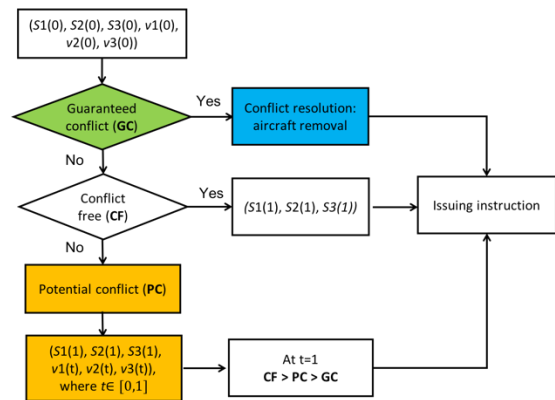 (S1(0), S2(0), S3(0), v1(0),
v2(0), v3(0))
Guaranteed
conflict (GC)
Yes
Conflict resolution:
aircraft removal
No
Conflict
free (CF)
Yes
(S1(1), S2(1), S3(1))
Issuing instruction
No
Potential conflict (PC)
(S1(1), S2(1), S3(1),
v1(t), v2(t), v3(t)),
where t∈ [0,1]
At t=1
CF > PC > GC